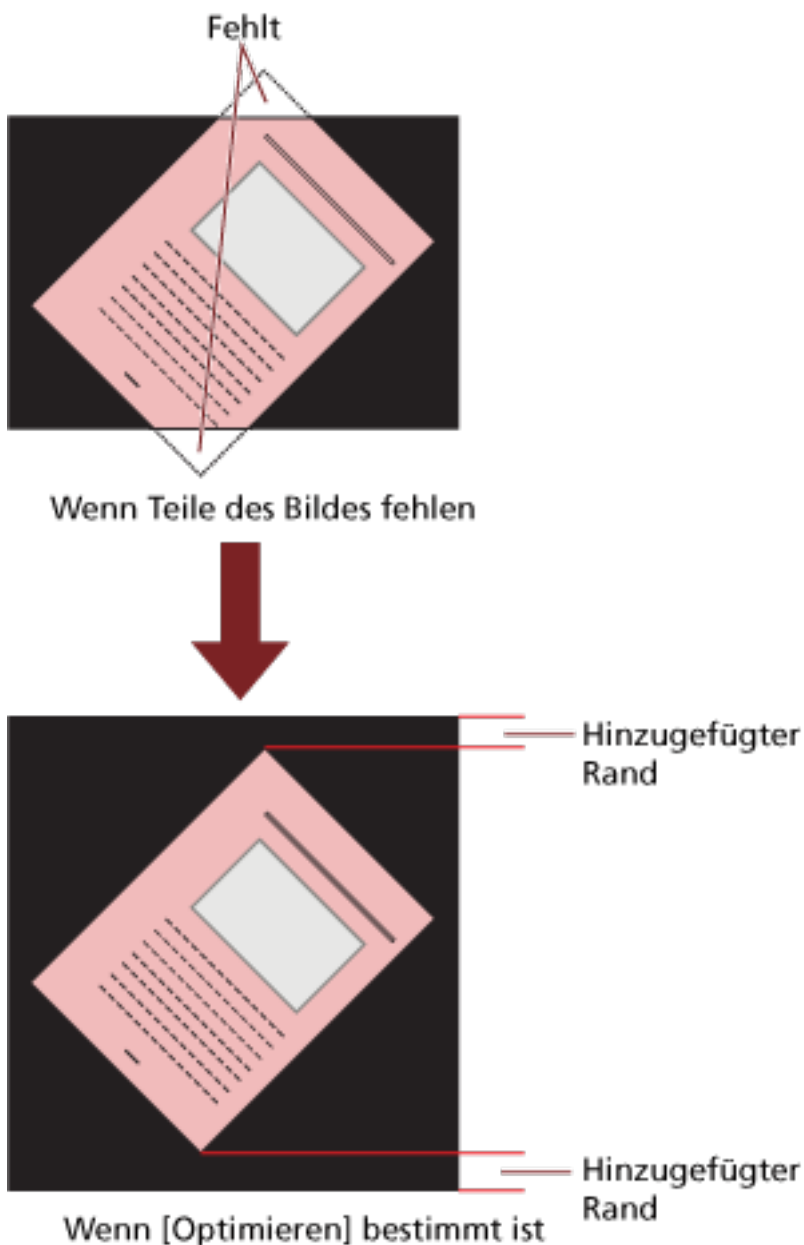 Fehlt
Wenn Teile des Bildes fehlen
Hinzugefügter
Rand
Hinzugefügter
Rand
Wenn [Optimieren] bestimmt ist